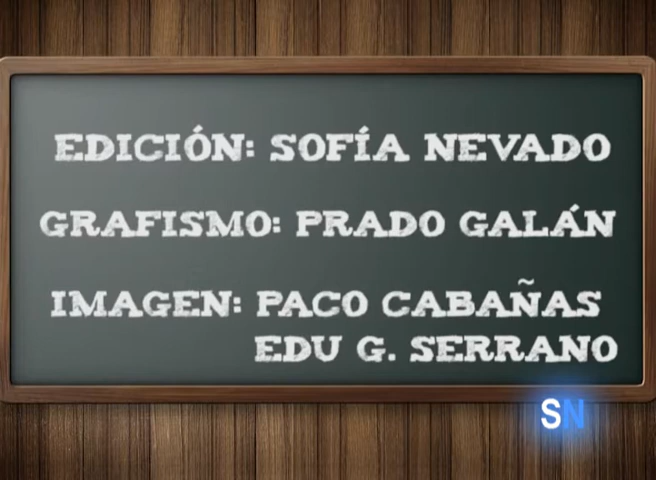 EDICIÓN: SOFÍA NEVADO
GRAFISMO: PRADO GALÁN
IMAGEN: PACO CABAÑAS
EDU G. SERRANO
SN